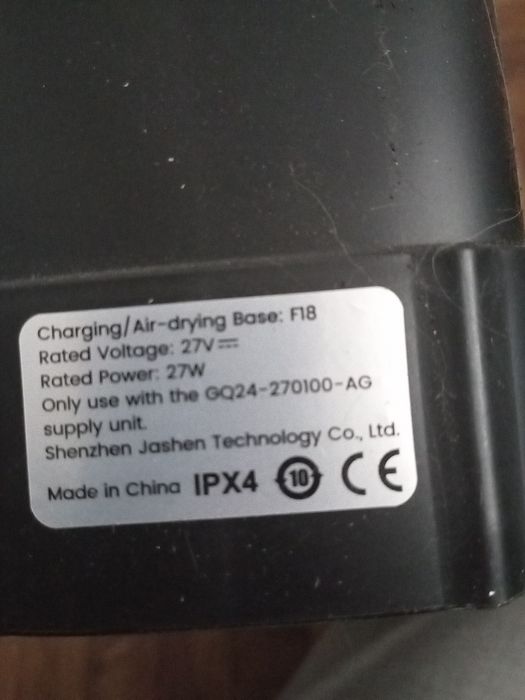 Charging/Air-drying Base: F18
Rated Voltage: 27V⎓
Rated Power: 27W
Only use with the GQ24-270100-AG
supply unit.
Shenzhen Jashen Technology Co., Ltd.
Made in China IPX4 10 CE